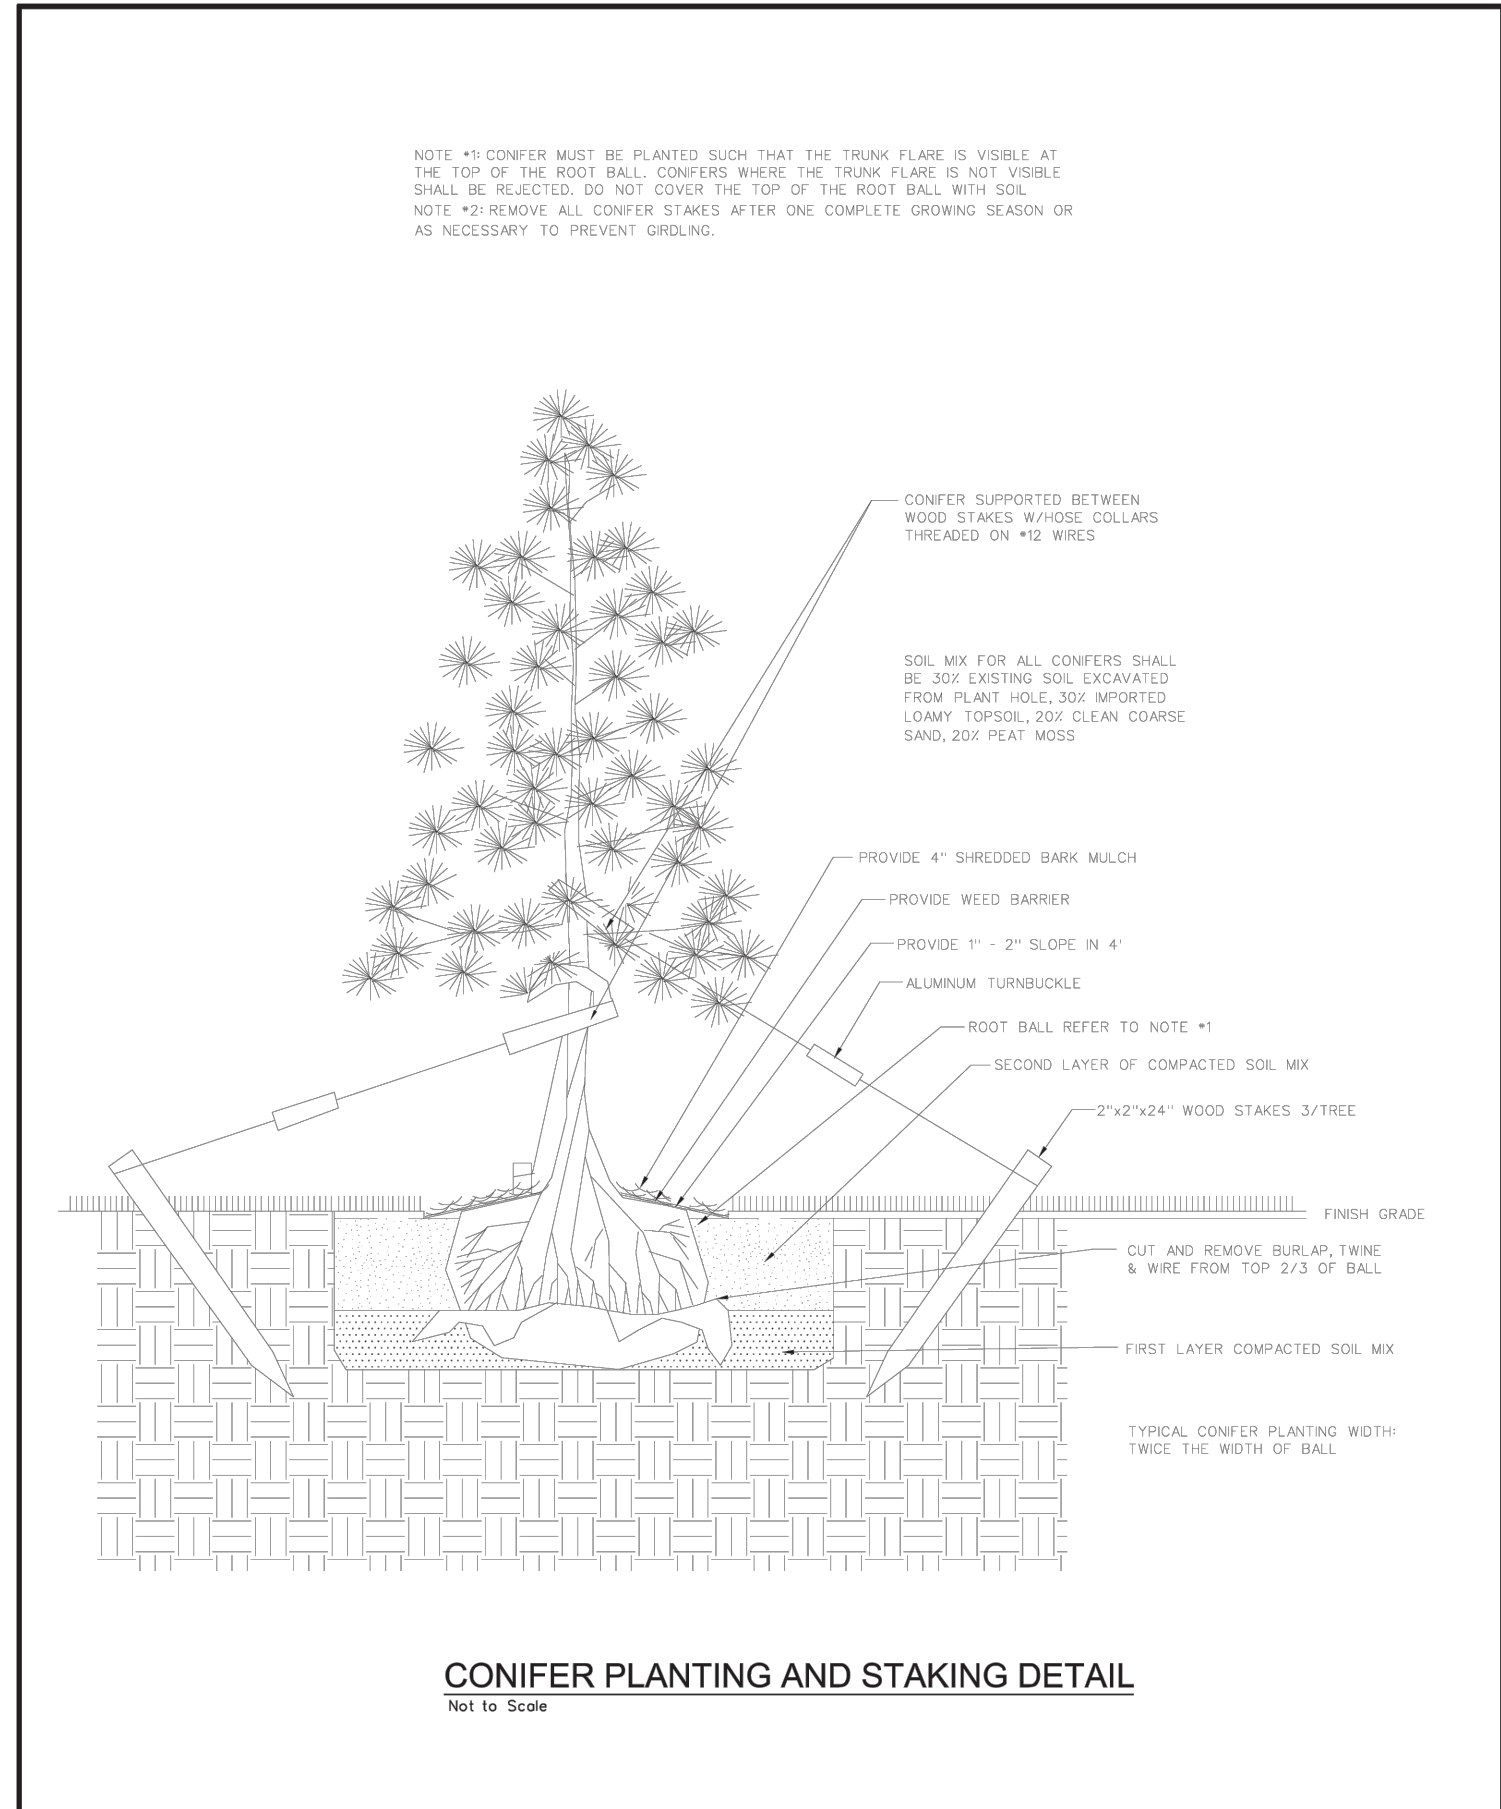 NOTE #1: CONIFER MUST BE PLANTED SUCH THAT THE TRUNK FLARE IS VISIBLE AT
THE TOP OF THE ROOT BALL. CONIFERS WHERE THE TRUNK FLARE IS NOT VISIBLE
SHALL BE REJECTED. DO NOT COVER THE TOP OF THE ROOT BALL WITH SOIL
NOTE #2: REMOVE ALL CONIFER STAKES AFTER ONE COMPLETE GROWING SEASON OR
AS NECESSARY TO PREVENT GIRDLING.
CONIFER SUPPORTED BETWEEN
WOOD STAKES W/HOSE COLLARS
THREADED ON #12 WIRES
SOIL MIX FOR ALL CONIFERS SHALL
BE 30% EXISTING SOIL EXCAVATED
FROM PLANT HOLE, 30% IMPORTED
LOAMY TOPSOIL, 20% CLEAN COARSE
SAND, 20% PEAT MOSS
PROVIDE 4" SHREDDED BARK MULCH
PROVIDE WEED BARRIER
PROVIDE 1" - 2" SLOPE IN 4'
ALUMINUM TURNBUCKLE
ROOT BALL REFER TO NOTE #1
SECOND LAYER OF COMPACTED SOIL MIX
2"x2"x24" WOOD STAKES 3/TREE
FINISH GRADE
CUT AND REMOVE BURLAP, TWINE
& WIRE FROM TOP 2/3 OF BALL
FIRST LAYER COMPACTED SOIL MIX
TYPICAL CONIFER PLANTING WIDTH:
TWICE THE WIDTH OF BALL
CONIFER PLANTING AND STAKING DETAIL
Not to Scale